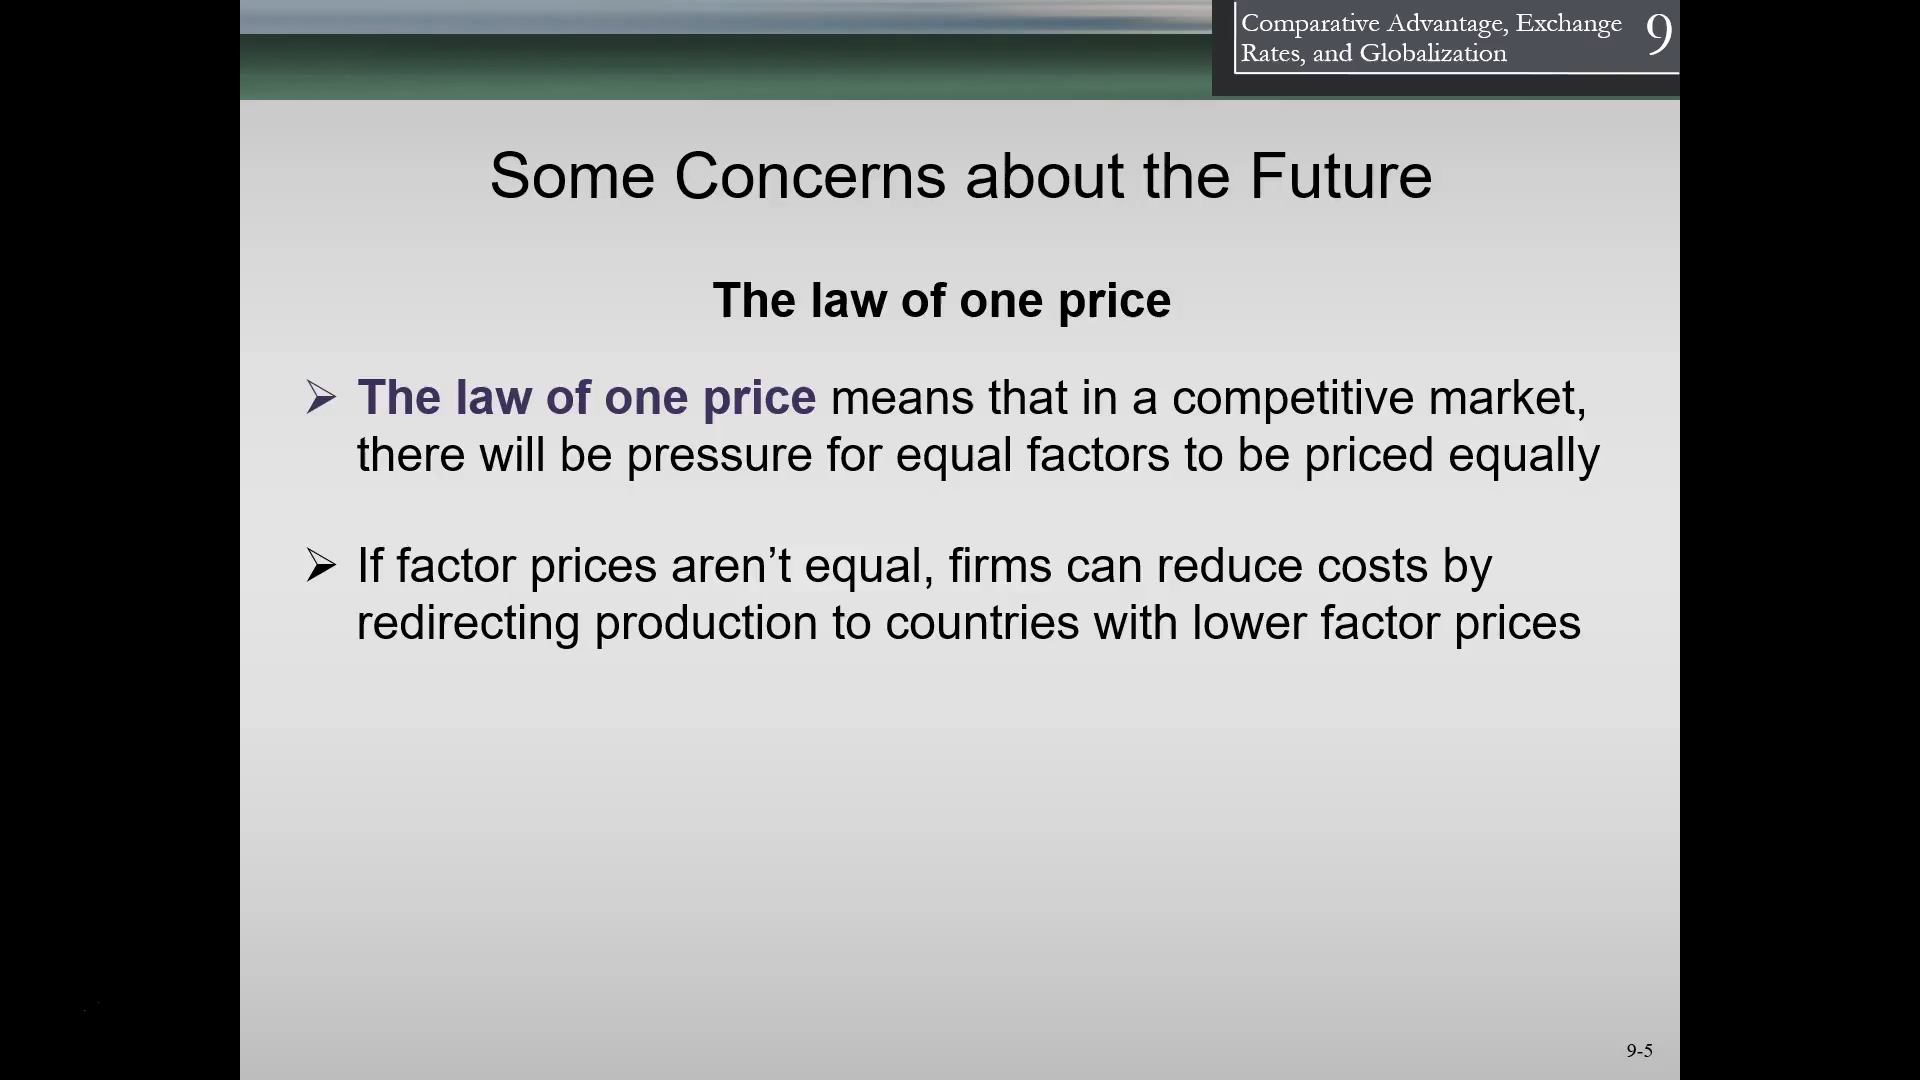 Comparative Advantage, Exchange
Rates, and Globalization
9
Some Concerns about the Future
The law of one price
➢ The law of one price means that in a competitive market,
there will be pressure for equal factors to be priced equally
➢ If factor prices aren’t equal, firms can reduce costs by
redirecting production to countries with lower factor prices
9-5